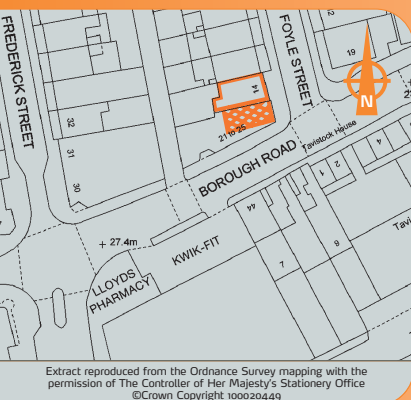 FREDERICK STREET
FOYLE STREET
19
14
N
32
31
30
21 to 25
BOROUGH ROAD
Tavistock House
1
2
4
44
+ 27.4m
KWIK-FIT
LLOYDS
PHARMACY
7
8
Tavi
Extract reproduced from the Ordnance Survey mapping with the
permission of The Controller of Her Majesty's Stationery Office
©Crown Copyright 100020449